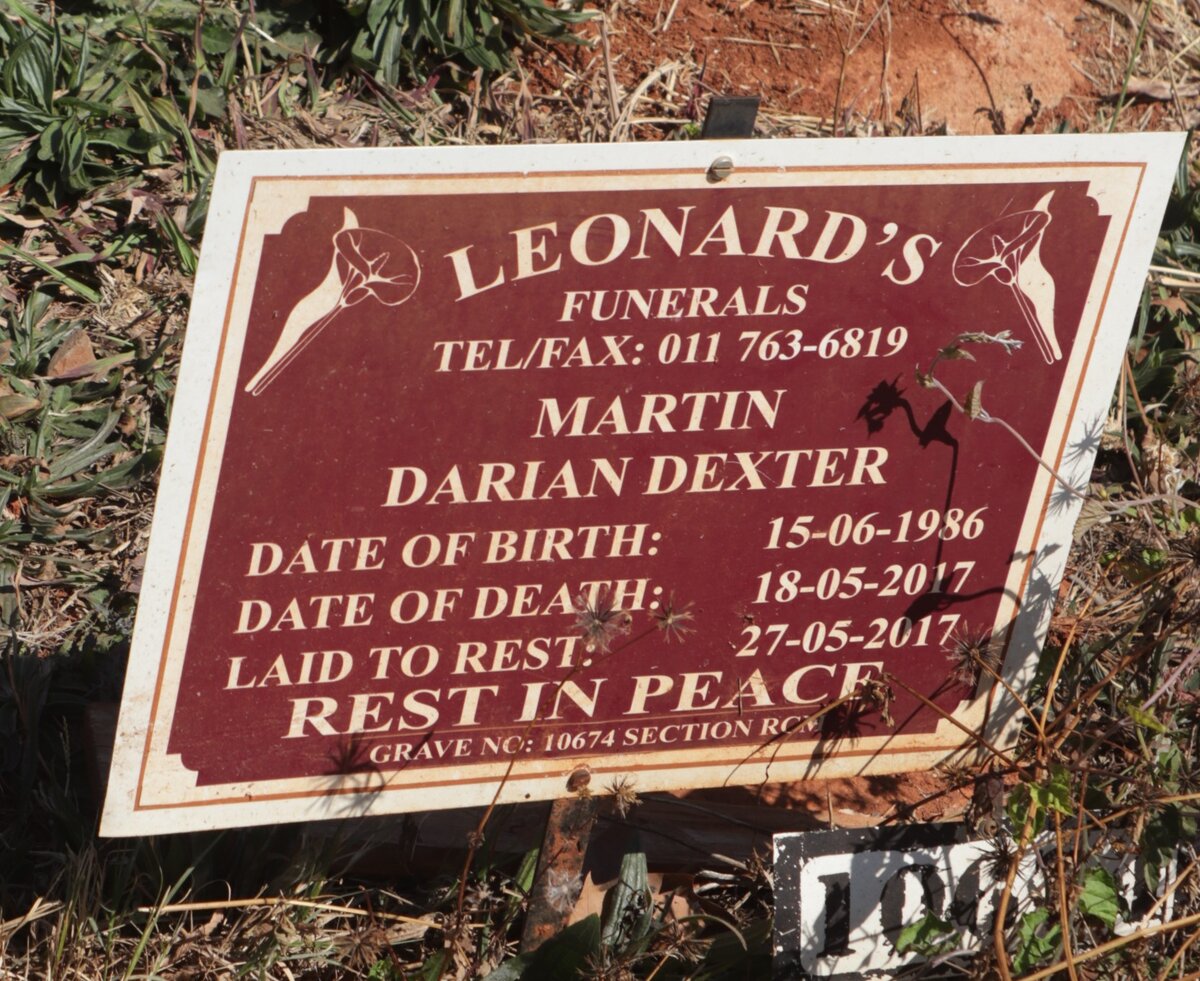 LEONARD'S
FUNERALS
TEL/FAX: 011 763-6819
MARTIN
DARIAN DEXTER
DATE OF BIRTH: 15-06-1986
DATE OF DEATH: 18-05-2017
LAID TO REST: 27-05-2017
REST IN PEACE
GRAVE NO: 10674 SECTION